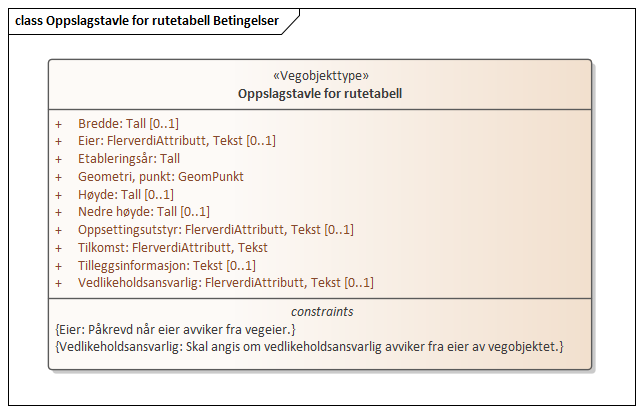 class Oppslagstavle for rutetabell Betingelser
«Vegobjekttype»
Oppslagstavle for rutetabell
+ Bredde: Tall [0..1]
+ Eier: FlerverdiAttributt, Tekst [0..1]
+ Etableringsår: Tall
+ Geometri, punkt: GeomPunkt
+ Høyde: Tall [0..1]
+ Nedre høyde: Tall [0..1]
+ Oppsettingsutstyr: FlerverdiAttributt, Tekst [0..1]
+ Tilkomst: FlerverdiAttributt, Tekst
+ Tilleggsinformasjon: Tekst [0..1]
+ Vedlikeholdsansvarlig: FlerverdiAttributt, Tekst [0..1]
constraints
{Eier: Påkrevd når eier avviker fra vegeier.}
{Vedlikeholdsansvarlig: Skal angis om vedlikeholdsansvarlig avviker fra eier av vegobjektet.}